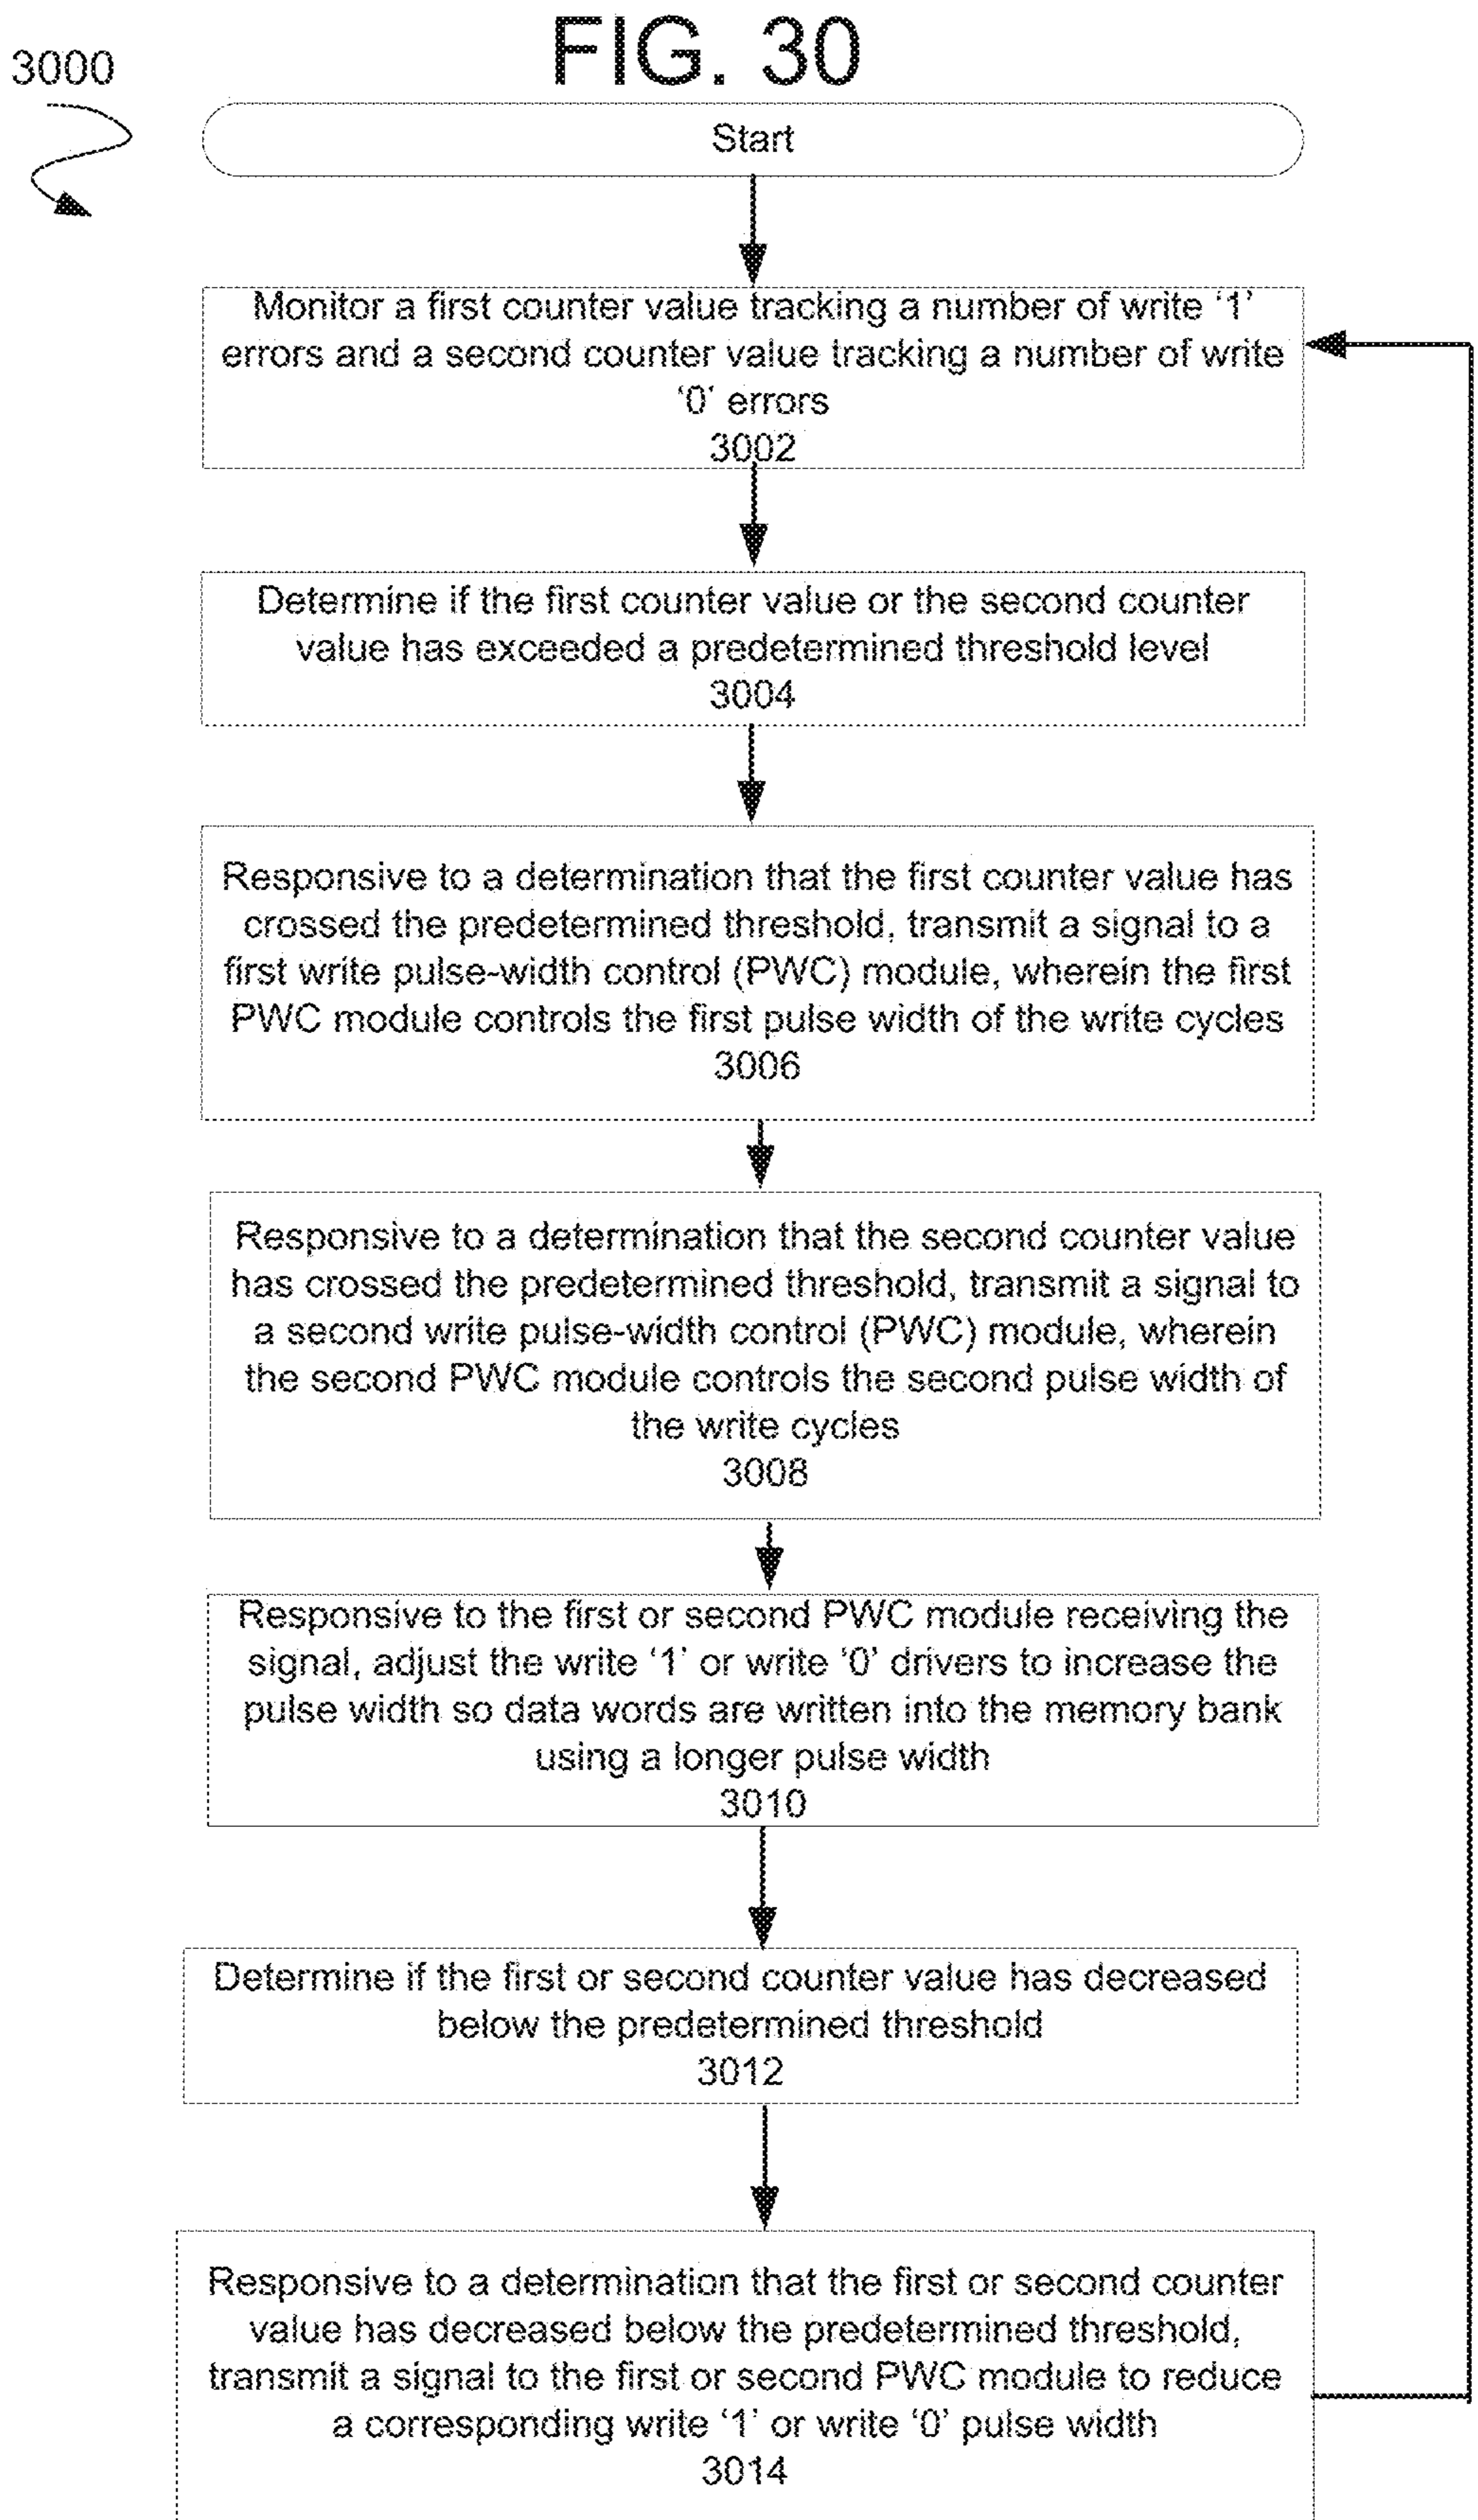 FIG. 30
3000
Start
Monitor a first counter value tracking a number of write ‘1’
errors and a second counter value tracking a number of write
‘0’ errors
3002
Determine if the first counter value or the second counter
value has exceeded a predetermined threshold level
3004
Responsive to a determination that the first counter value has
crossed the predetermined threshold, transmit a signal to a
first write pulse-width control (PWC) module, wherein the first
PWC module controls the first pulse width of the write cycles
3006
Responsive to a determination that the second counter value
has crossed the predetermined threshold, transmit a signal to
a second write pulse-width control (PWC) module, wherein
the second PWC module controls the second pulse width of
the write cycles
3008
Responsive to the first or second PWC module receiving the
signal, adjust the write ‘1’ or write ‘0’ drivers to increase the
pulse width so data words are written into the memory bank
using a longer pulse width
3010
Determine if the first or second counter value has decreased
below the predetermined threshold
3012
Responsive to a determination that the first or second counter
value has decreased below the predetermined threshold,
transmit a signal to the first or second PWC module to reduce
a corresponding write ‘1’ or write ‘0’ pulse width
3014